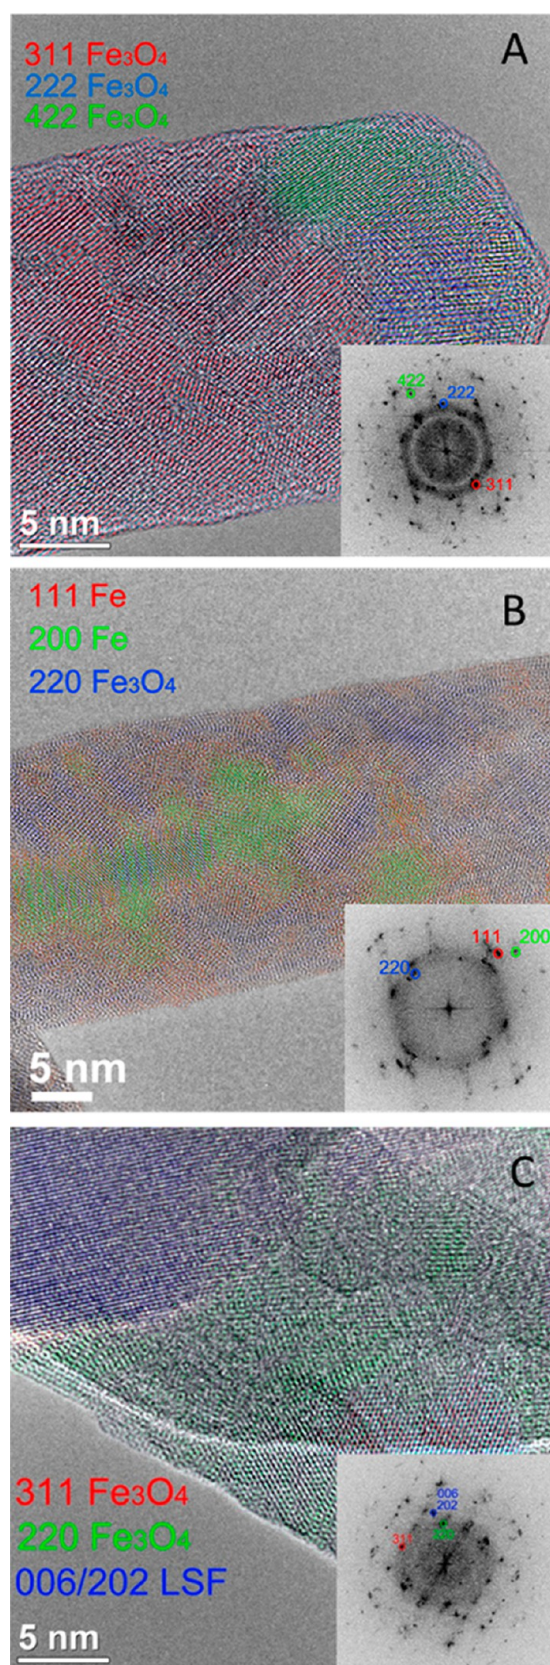 A
311 Fe₃O₄
222 Fe₃O₄
422 Fe₃O₄
422
222
311
5 nm
B
111 Fe
200 Fe
220 Fe₃O₄
111
200
220
5 nm
C
006
202
311
311 Fe₃O₄
220 Fe₃O₄
006/202 LSF
5 nm